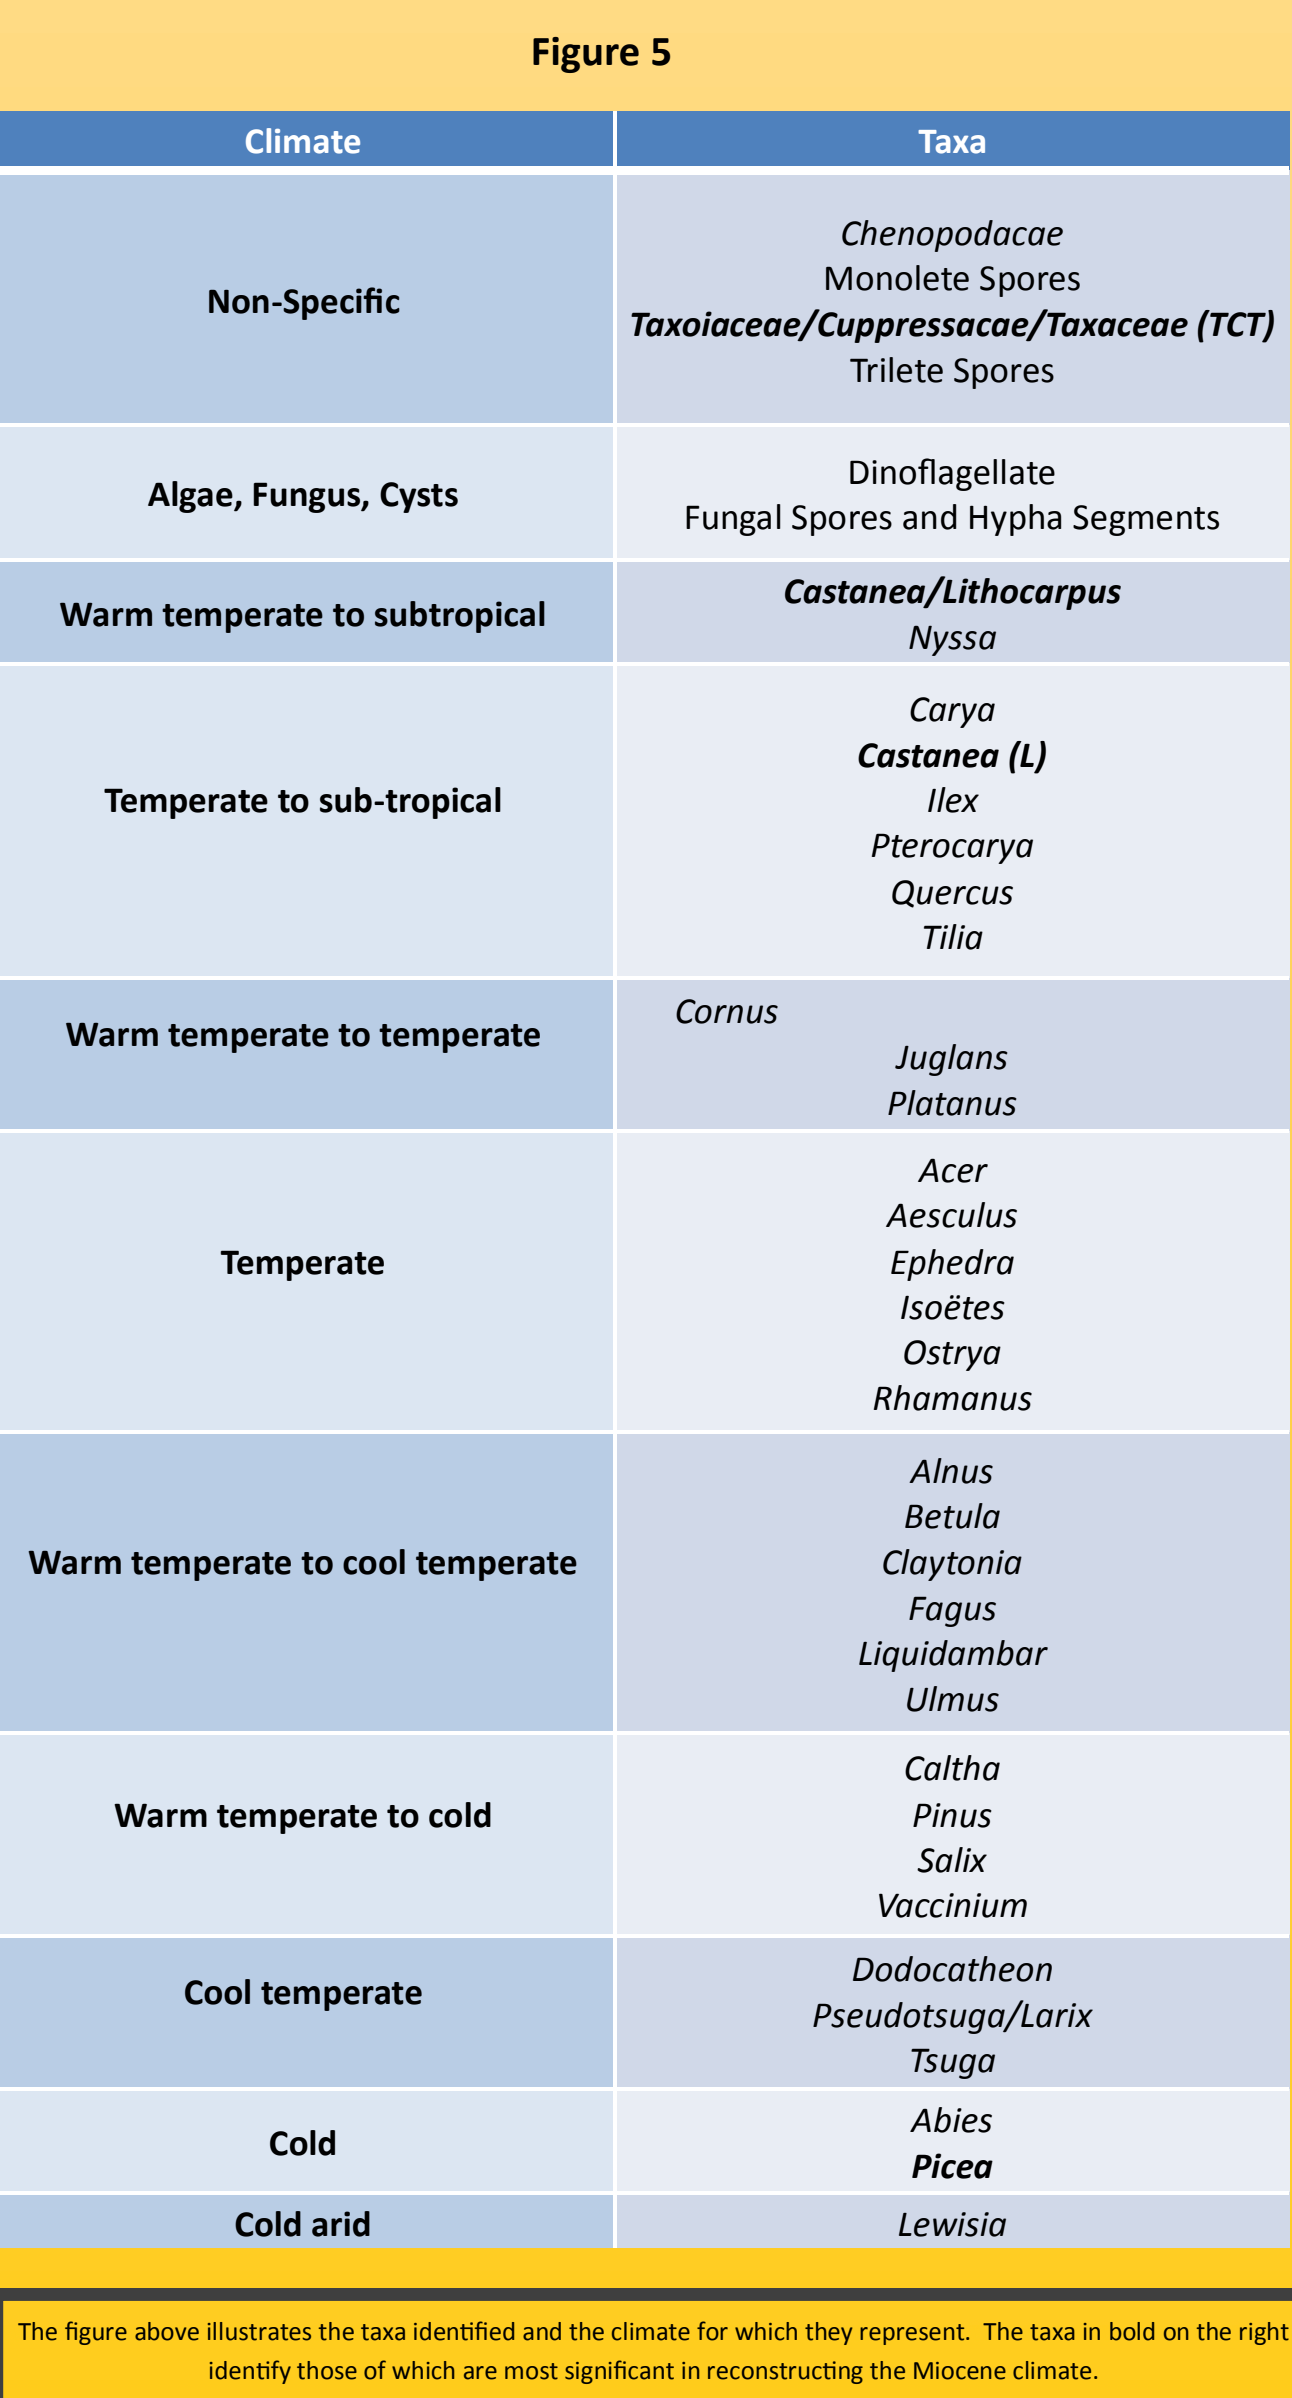 Figure 5
Climate
Taxa
Non-Specific
Chenopodacae
Monolete Spores
Taxoiaceae/Cuppressacae/Taxaceae (TCT)
Trilete Spores
Algae, Fungus, Cysts
Dinoflagellate
Fungal Spores and Hypha Segments
Warm temperate to subtropical
Castanea/Lithocarpus
Nyssa
Temperate to sub-tropical
Carya
Castanea (L)
Ilex
Pterocarya
Quercus
Tilia
Warm temperate to temperate
Cornus
Juglans
Platanus
Temperate
Acer
Aesculus
Ephedra
Isoëtes
Ostrya
Rhamanus
Warm temperate to cool temperate
Alnus
Betula
Claytonia
Fagus
Liquidambar
Ulmus
Warm temperate to cold
Caltha
Pinus
Salix
Vaccinium
Cool temperate
Dodocatheon
Pseudotsuga/Larix
Tsuga
Cold
Abies
Picea
Cold arid
Lewisia
The figure above illustrates the taxa identified and the climate for which they represent. The taxa in bold on the right
identify those of which are most significant in reconstructing the Miocene climate.